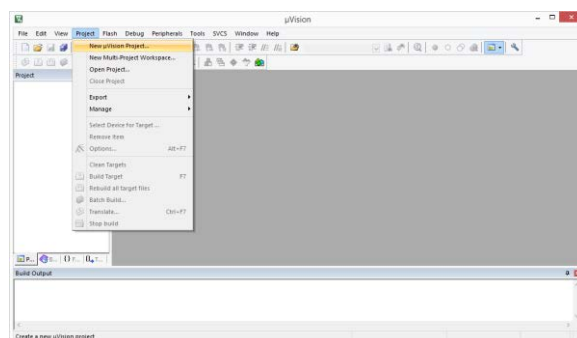 µVision
File Edit View Project Flash Debug Peripherals Tools SVCS Window Help
New µVision Project...
New Multi-Project Workspace...
Open Project...
Close Project
Export
Manage
Select Device for Target ...
Remove Item
Options... Alt+F7
Clean Targets
Build Target F7
Rebuild all target files
Batch Build...
Translate... Ctrl+F7
Stop build
Project
Build Output
Create a new µVision project